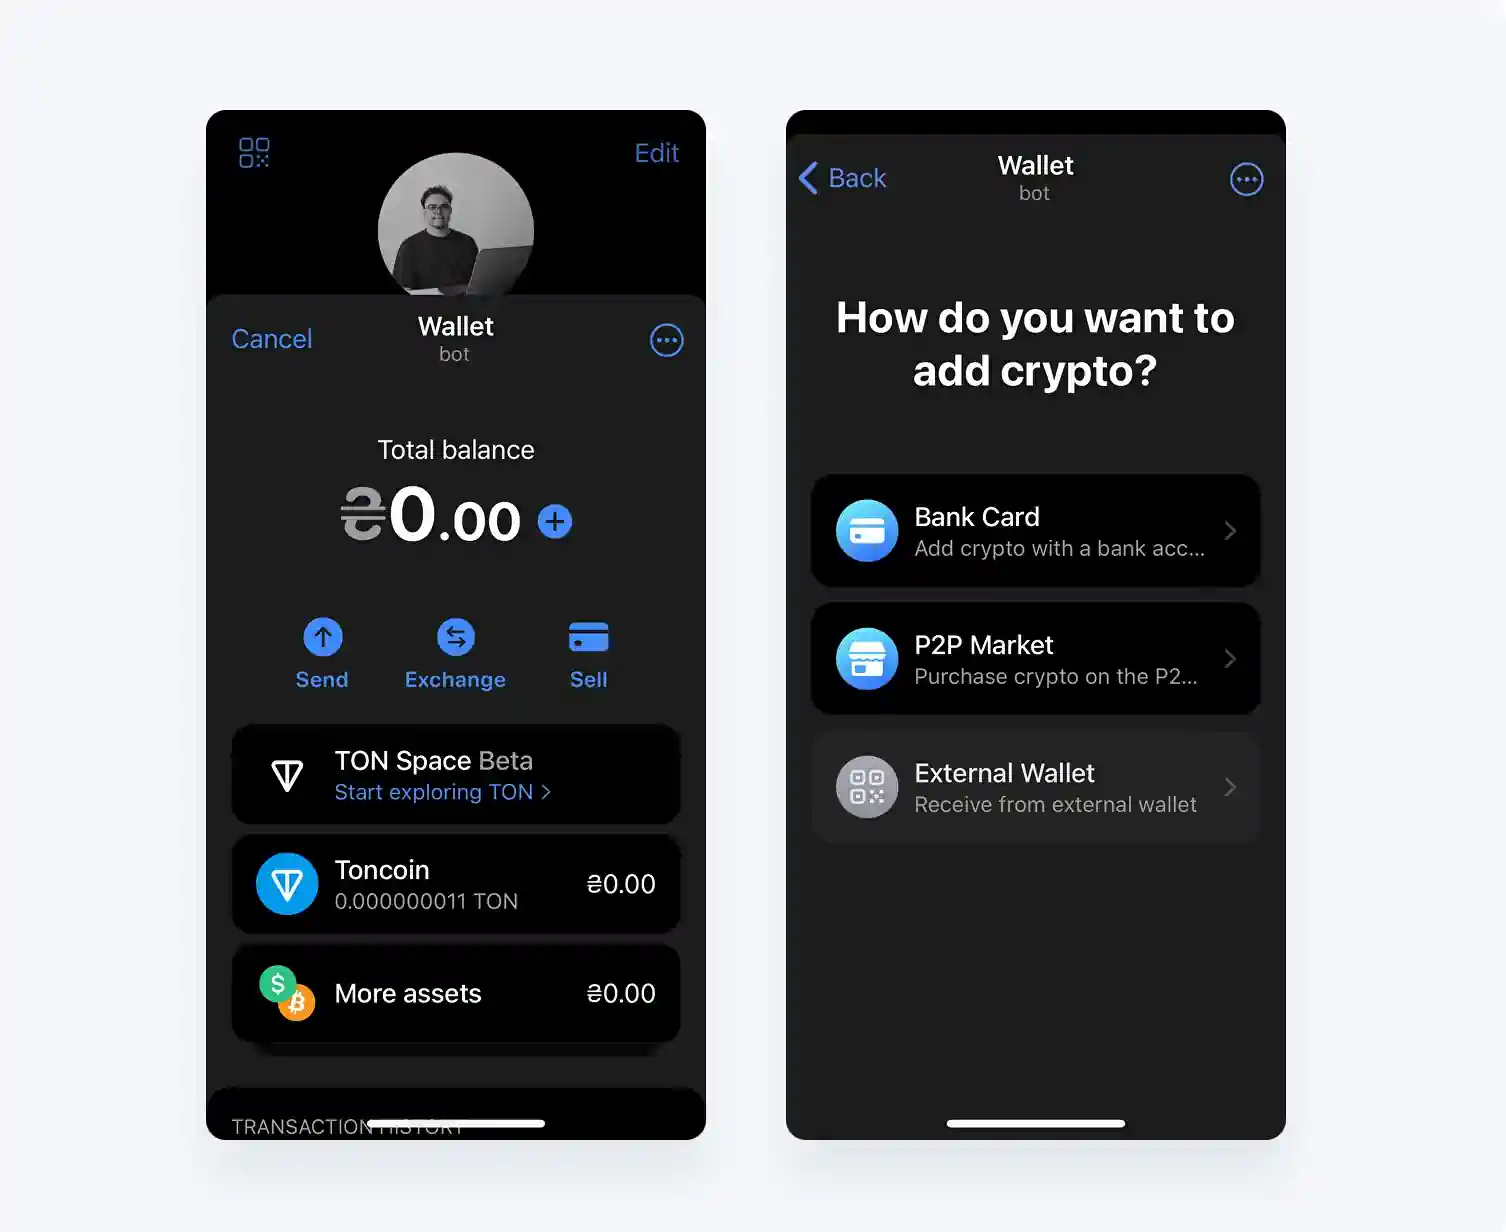 Edit
Cancel
Wallet
bot
Total balance
₴0.00
Send
Exchange
Sell
TON Space Beta
Start exploring TON >
Toncoin
0.000000011 TON
₴0.00
More assets
₴0.00
TRANSACTION HISTORY
Back
Wallet
bot
How do you want to
add crypto?
Bank Card
Add crypto with a bank acc...
P2P Market
Purchase crypto on the P2...
External Wallet
Receive from external wallet